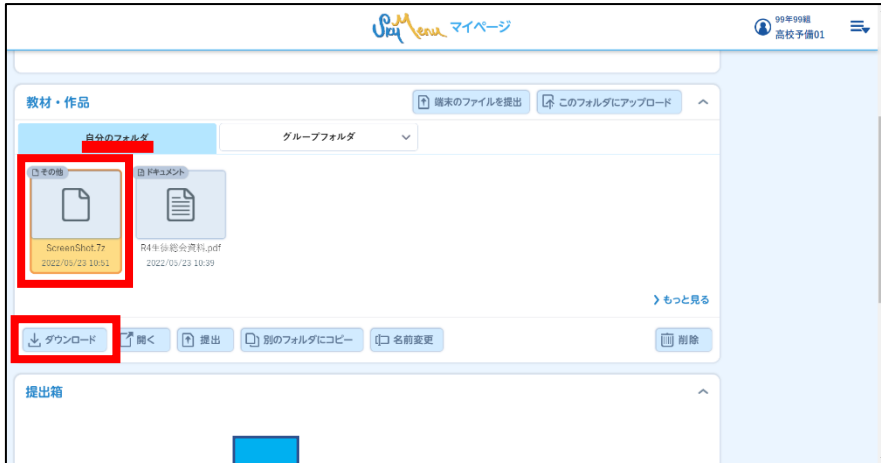 SkyMenu マイページ
99年99組
高校予備01
教材・作品
端末のファイルを提出
このフォルダにアップロード
自分のフォルダ
グループフォルダ
その他
ドキュメント
ScreenShot.7z
2022/05/23 10:51
R4生徒総会資料.pdf
2022/05/23 10:39
もっと見る
ダウンロード
開く
提出
別のフォルダにコピー
名前変更
削除
提出箱